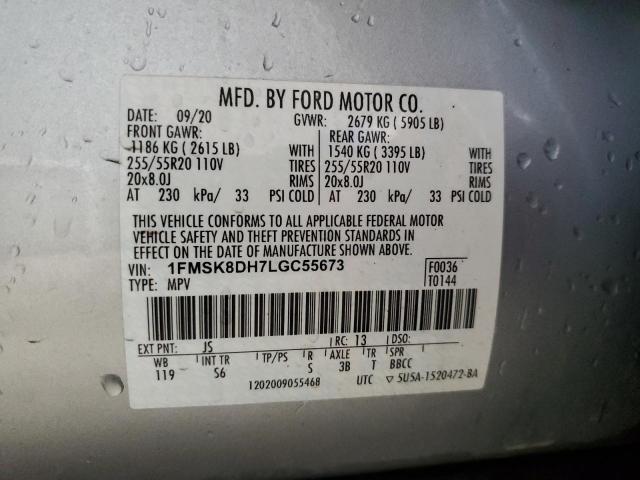 MFD. BY FORD MOTOR CO.
DATE: 09/20 GVWR: 2679 KG ( 5905 LB)
FRONT GAWR: REAR GAWR:
1186 KG ( 2615 LB) WITH 1540 KG ( 3395 LB) WITH
255/55R20 110V TIRES 255/55R20 110V TIRES
20x8.0J RIMS 20x8.0J RIMS
AT 230 kPa/ 33 PSI COLD AT 230 kPa/ 33 PSI COLD
THIS VEHICLE CONFORMS TO ALL APPLICABLE FEDERAL MOTOR
VEHICLE SAFETY AND THEFT PREVENTION STANDARDS IN
EFFECT ON THE DATE OF MANUFACTURE SHOWN ABOVE.
VIN: 1FMSK8DH7LGC55673 F0036
TYPE: MPV T0144
EXT PNT: JS RC: 13 DSO:
WB INT TR TP/PS R AXLE TR SPR
119 S6 S 3B T BBCC
1202009055468 UTC ▽ 5U5A-1520472-BA